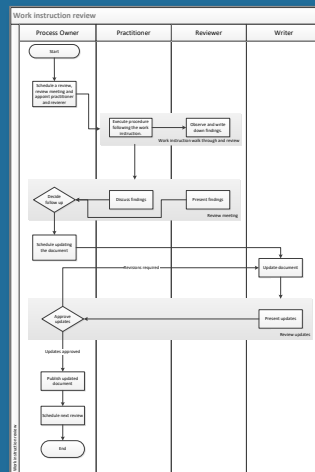 Work instruction review
Process Owner
Practitioner
Reviewer
Writer
Start
Schedule a review,
review meeting and
appoint practitioner
and reviewer
Execute procedure
following the work
instruction.
Observe and write
down findings.
Work instruction walk through and review
Decide
follow up
Discuss findings
Present findings
Review meeting
Schedule updating
the document
Revisions required
Update document
Approve
updates
Present updates
Review updates
Updates approved
Publish updated
document
Schedule next review
End
Work instruction review